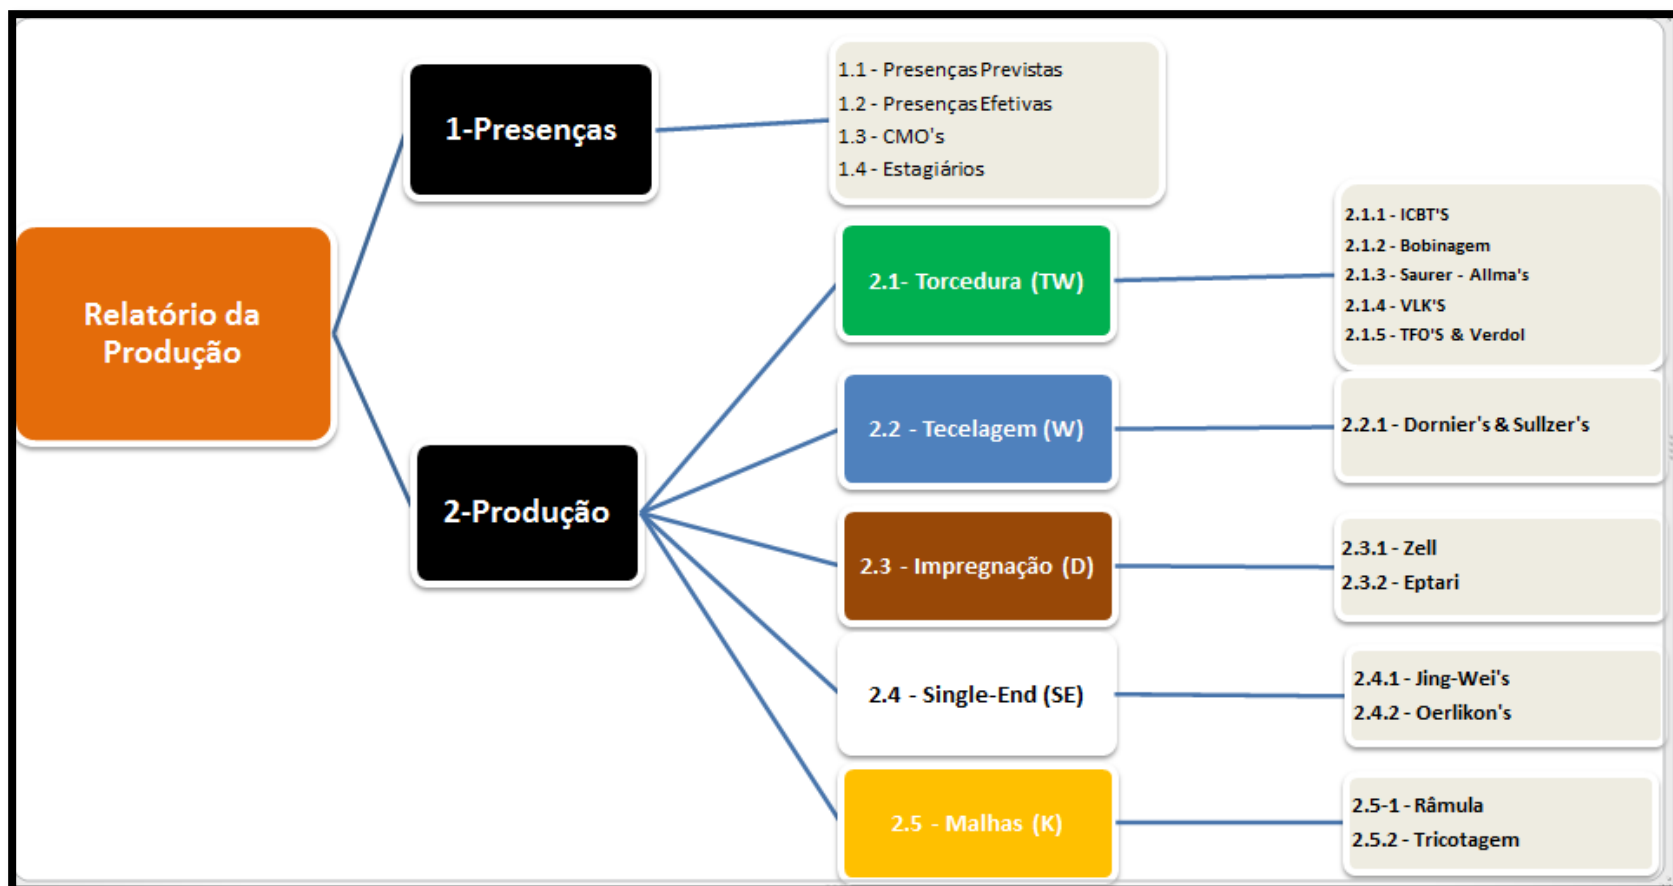 Relatório da
Produção
1-Presenças
1.1 - Presenças Previstas
1.2 - Presenças Efetivas
1.3 - CMO's
1.4 - Estagiários
2-Produção
2.1- Torcedura (TW)
2.1.1 - ICBT'S
2.1.2 - Bobinagem
2.1.3 - Saurer - Allma's
2.1.4 - VLK'S
2.1.5 - TFO'S & Verdol
2.2 - Tecelagem (W)
2.2.1 - Dornier's & Sullzer's
2.3 - Impregnação (D)
2.3.1 - Zell
2.3.2 - Eptari
2.4 - Single-End (SE)
2.4.1 - Jing-Wei's
2.4.2 - Oerlikon's
2.5 - Malhas (K)
2.5-1 - Râmula
2.5.2 - Tricotagem